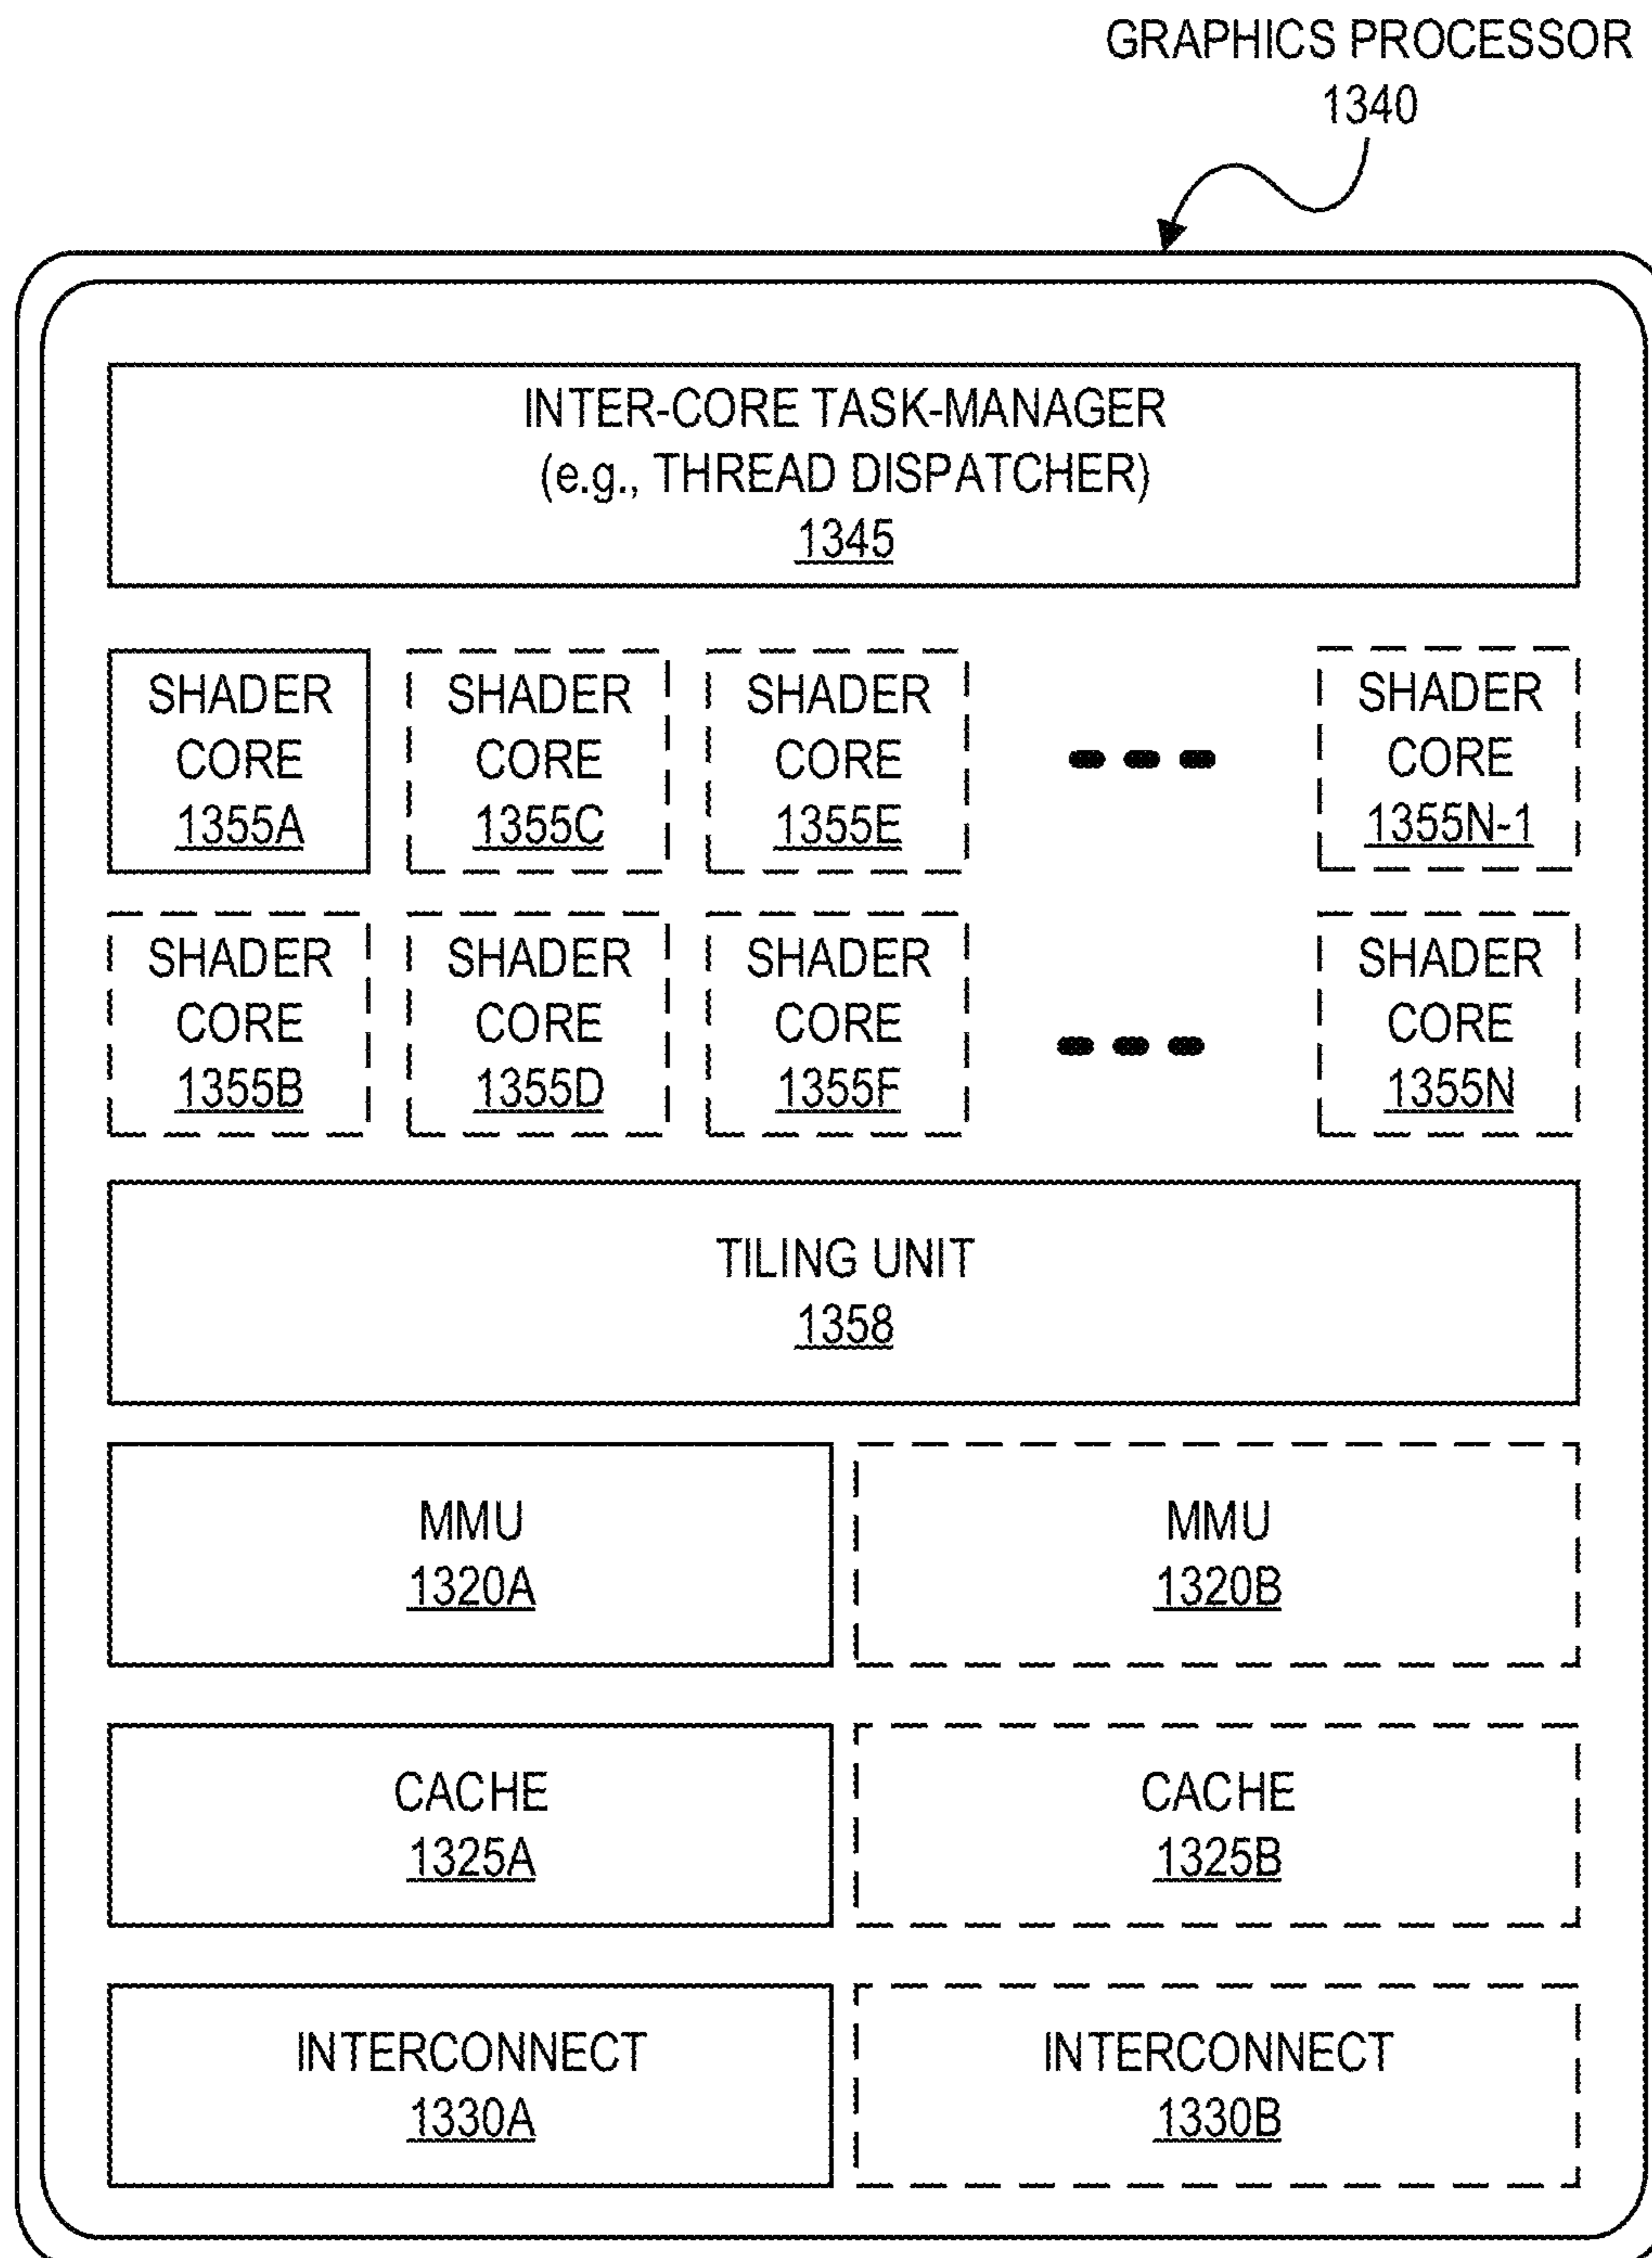 GRAPHICS PROCESSOR
1340
INTER-CORE TASK-MANAGER
(e.g., THREAD DISPATCHER)
1345
SHADER
CORE
1355A
SHADER
CORE
1355C
SHADER
CORE
1355E
SHADER
CORE
1355N-1
SHADER
CORE
1355B
SHADER
CORE
1355D
SHADER
CORE
1355F
SHADER
CORE
1355N
TILING UNIT
1358
MMU
1320A
MMU
1320B
CACHE
1325A
CACHE
1325B
INTERCONNECT
1330A
INTERCONNECT
1330B